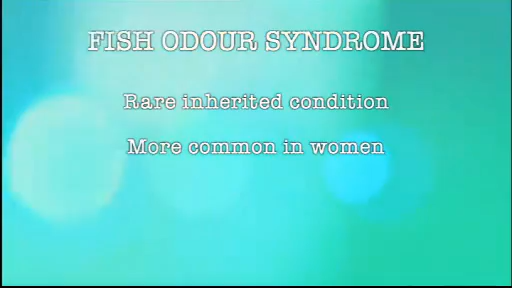 FISH ODOUR SYNDROME
Rare inherited condition
More common in women